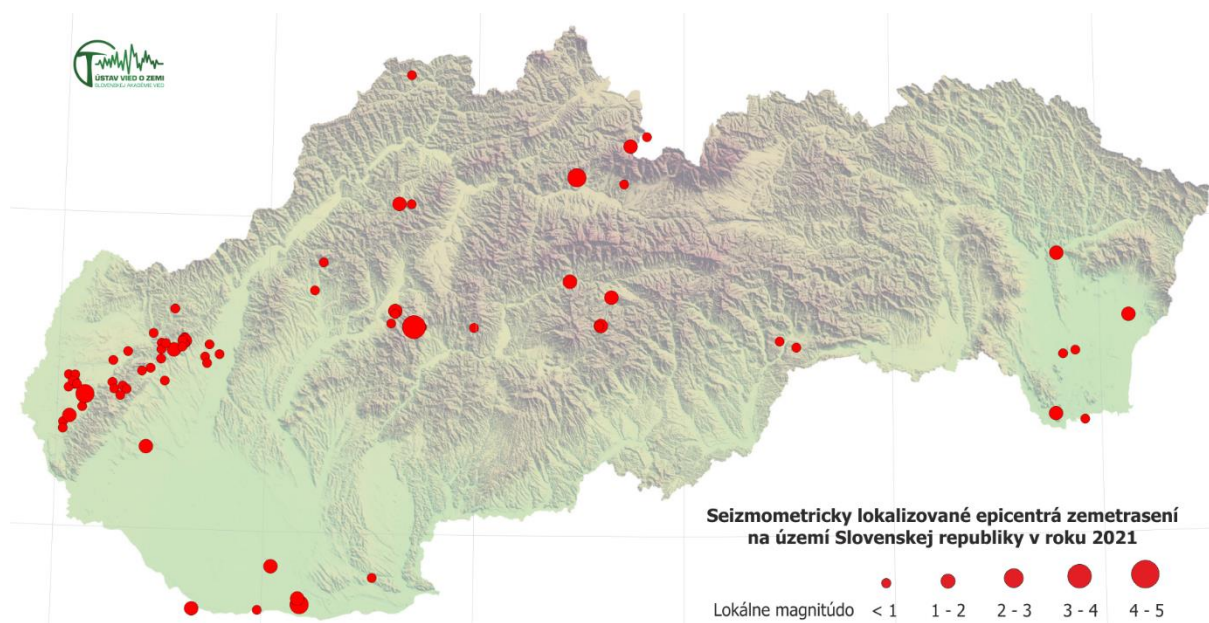 ÚSTAV VIED O ZEMI
SLOVENSKEJ AKADÉMIE VIED
Seizmometricky lokalizované epicentrá zemetrasení
na území Slovenskej republiky v roku 2021
Lokálne magnitúdo < 1 1 - 2 2 - 3 3 - 4 4 - 5